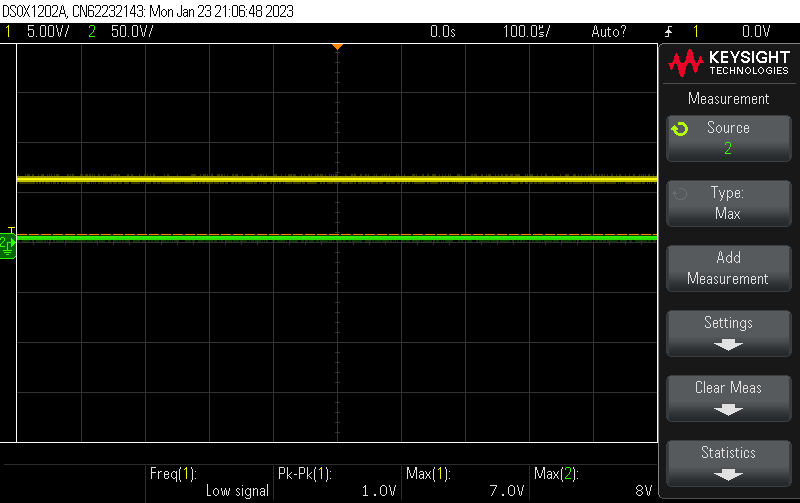 DSOX1202A, CN62232143: Mon Jan 23 21:06:48 2023
1 5.00V/ 2 50.0V/ 0.0s 100.0s/ Auto? 1 0.0V
KEYSIGHT
TECHNOLOGIES
Measurement
Source
2
Type:
Max
Add
Measurement
Settings
Clear Meas
Statistics
T
2
Freq(1): Pk-Pk(1): Max(1): Max(2):
Low signal 1.0V 7.0V 8V